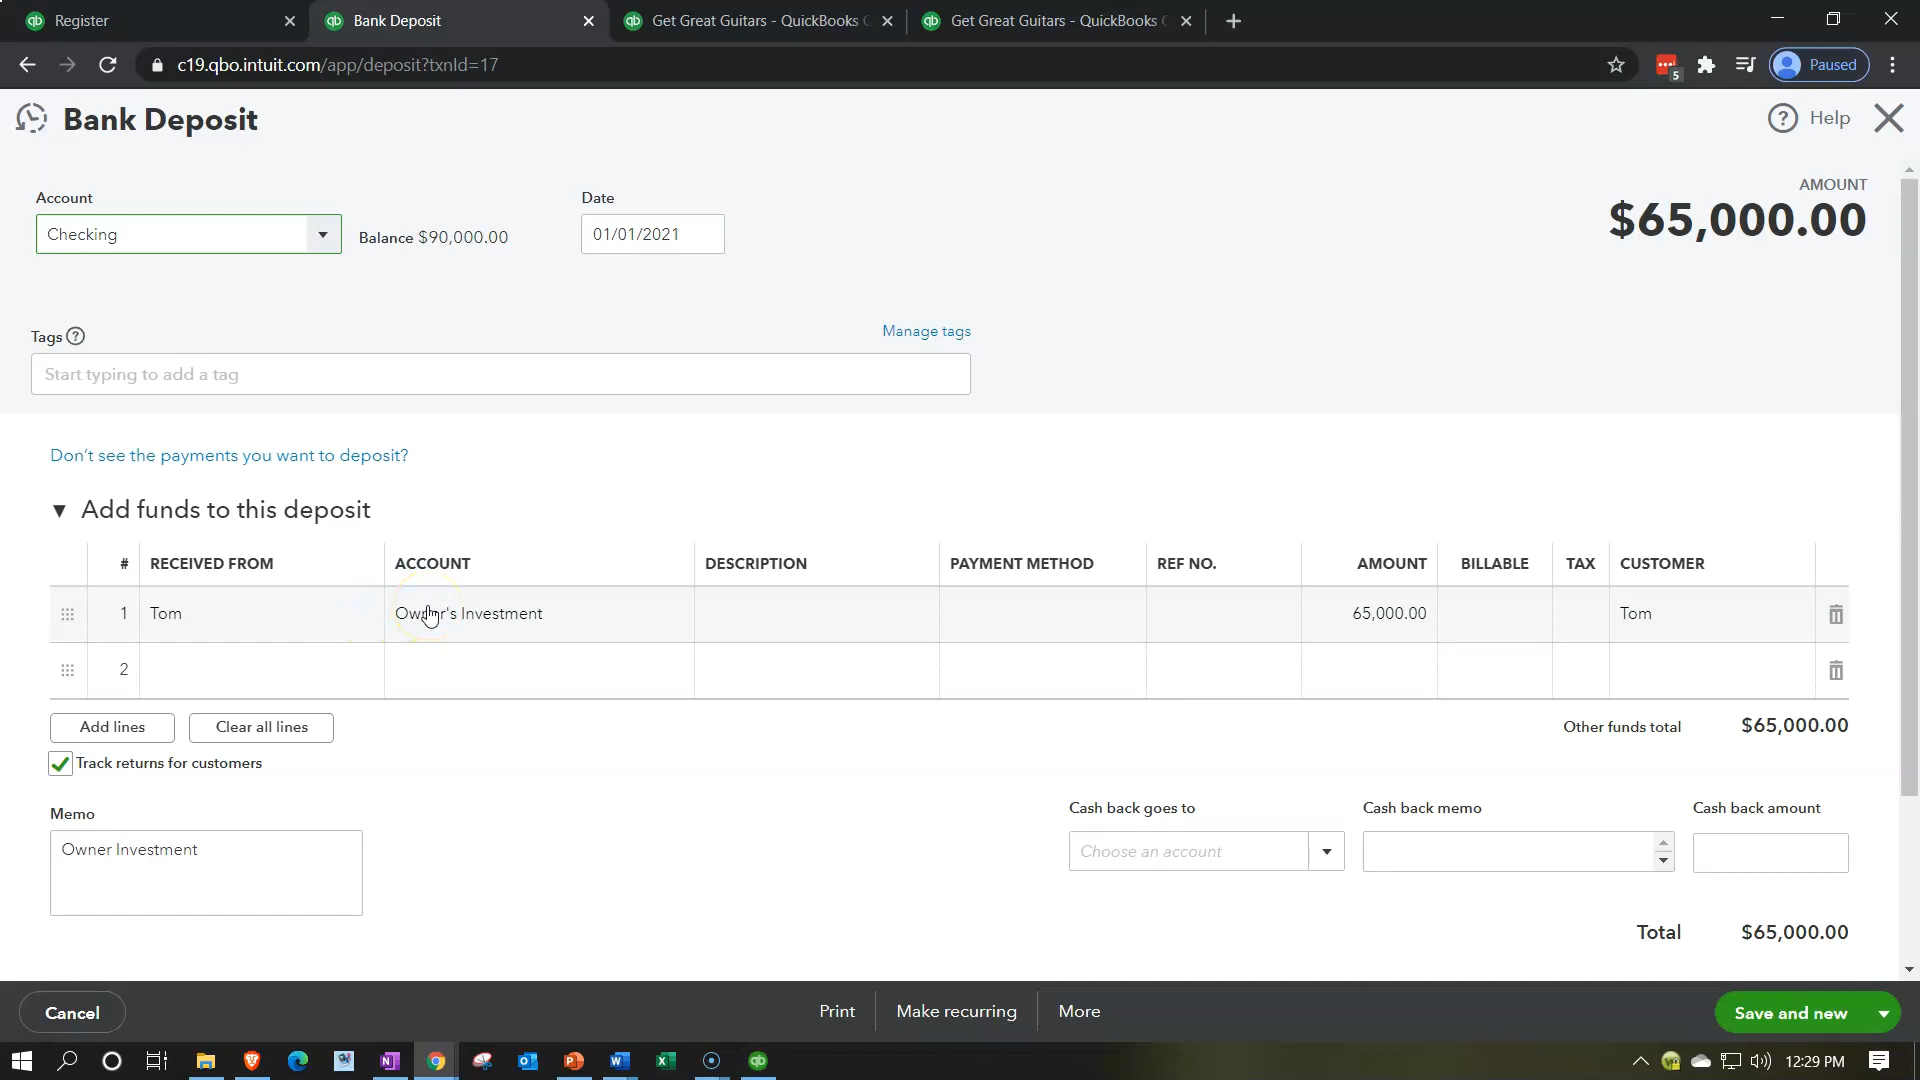 Register
Bank Deposit
Get Great Guitars - QuickBooks
Get Great Guitars - QuickBooks
c19.qbo.intuit.com/app/deposit?txnId=17
5
Paused
Bank Deposit
? Help
Account
Date
AMOUNT
Checking
Balance $90,000.00
01/01/2021
$65,000.00
Tags ?
Manage tags
Start typing to add a tag
Don't see the payments you want to deposit?
Add funds to this deposit
# RECEIVED FROM ACCOUNT DESCRIPTION PAYMENT METHOD REF NO. AMOUNT BILLABLE TAX CUSTOMER
1 Tom Owner's Investment 65,000.00 Tom
2
Add lines
Clear all lines
Other funds total $65,000.00
Track returns for customers
Memo
Cash back goes to
Cash back memo
Cash back amount
Owner Investment
Choose an account
Total $65,000.00
Cancel
Print
Make recurring
More
Save and new
12:29 PM